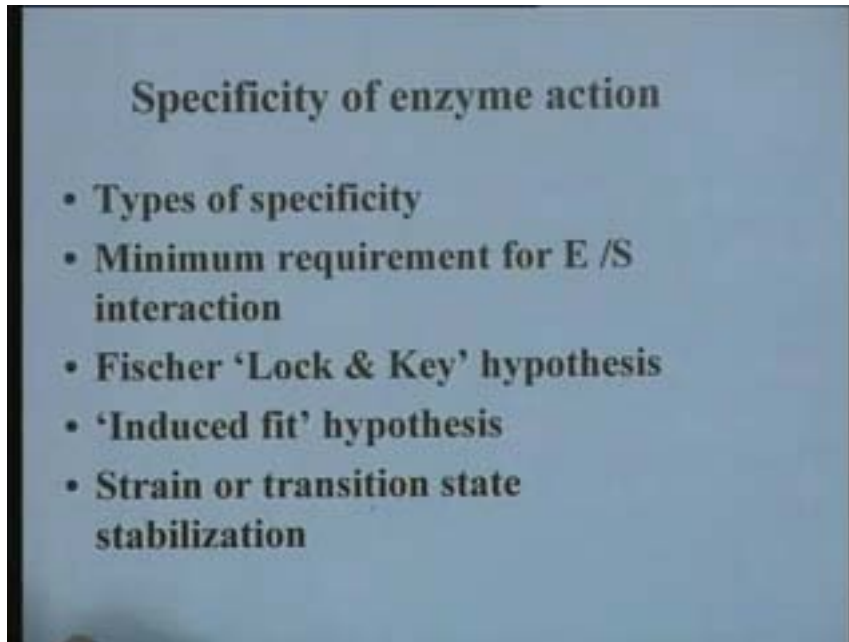 Specificity of enzyme action
• Types of specificity
• Minimum requirement for E /S
interaction
• Fischer ‘Lock & Key’ hypothesis
• ‘Induced fit’ hypothesis
• Strain or transition state
stabilization